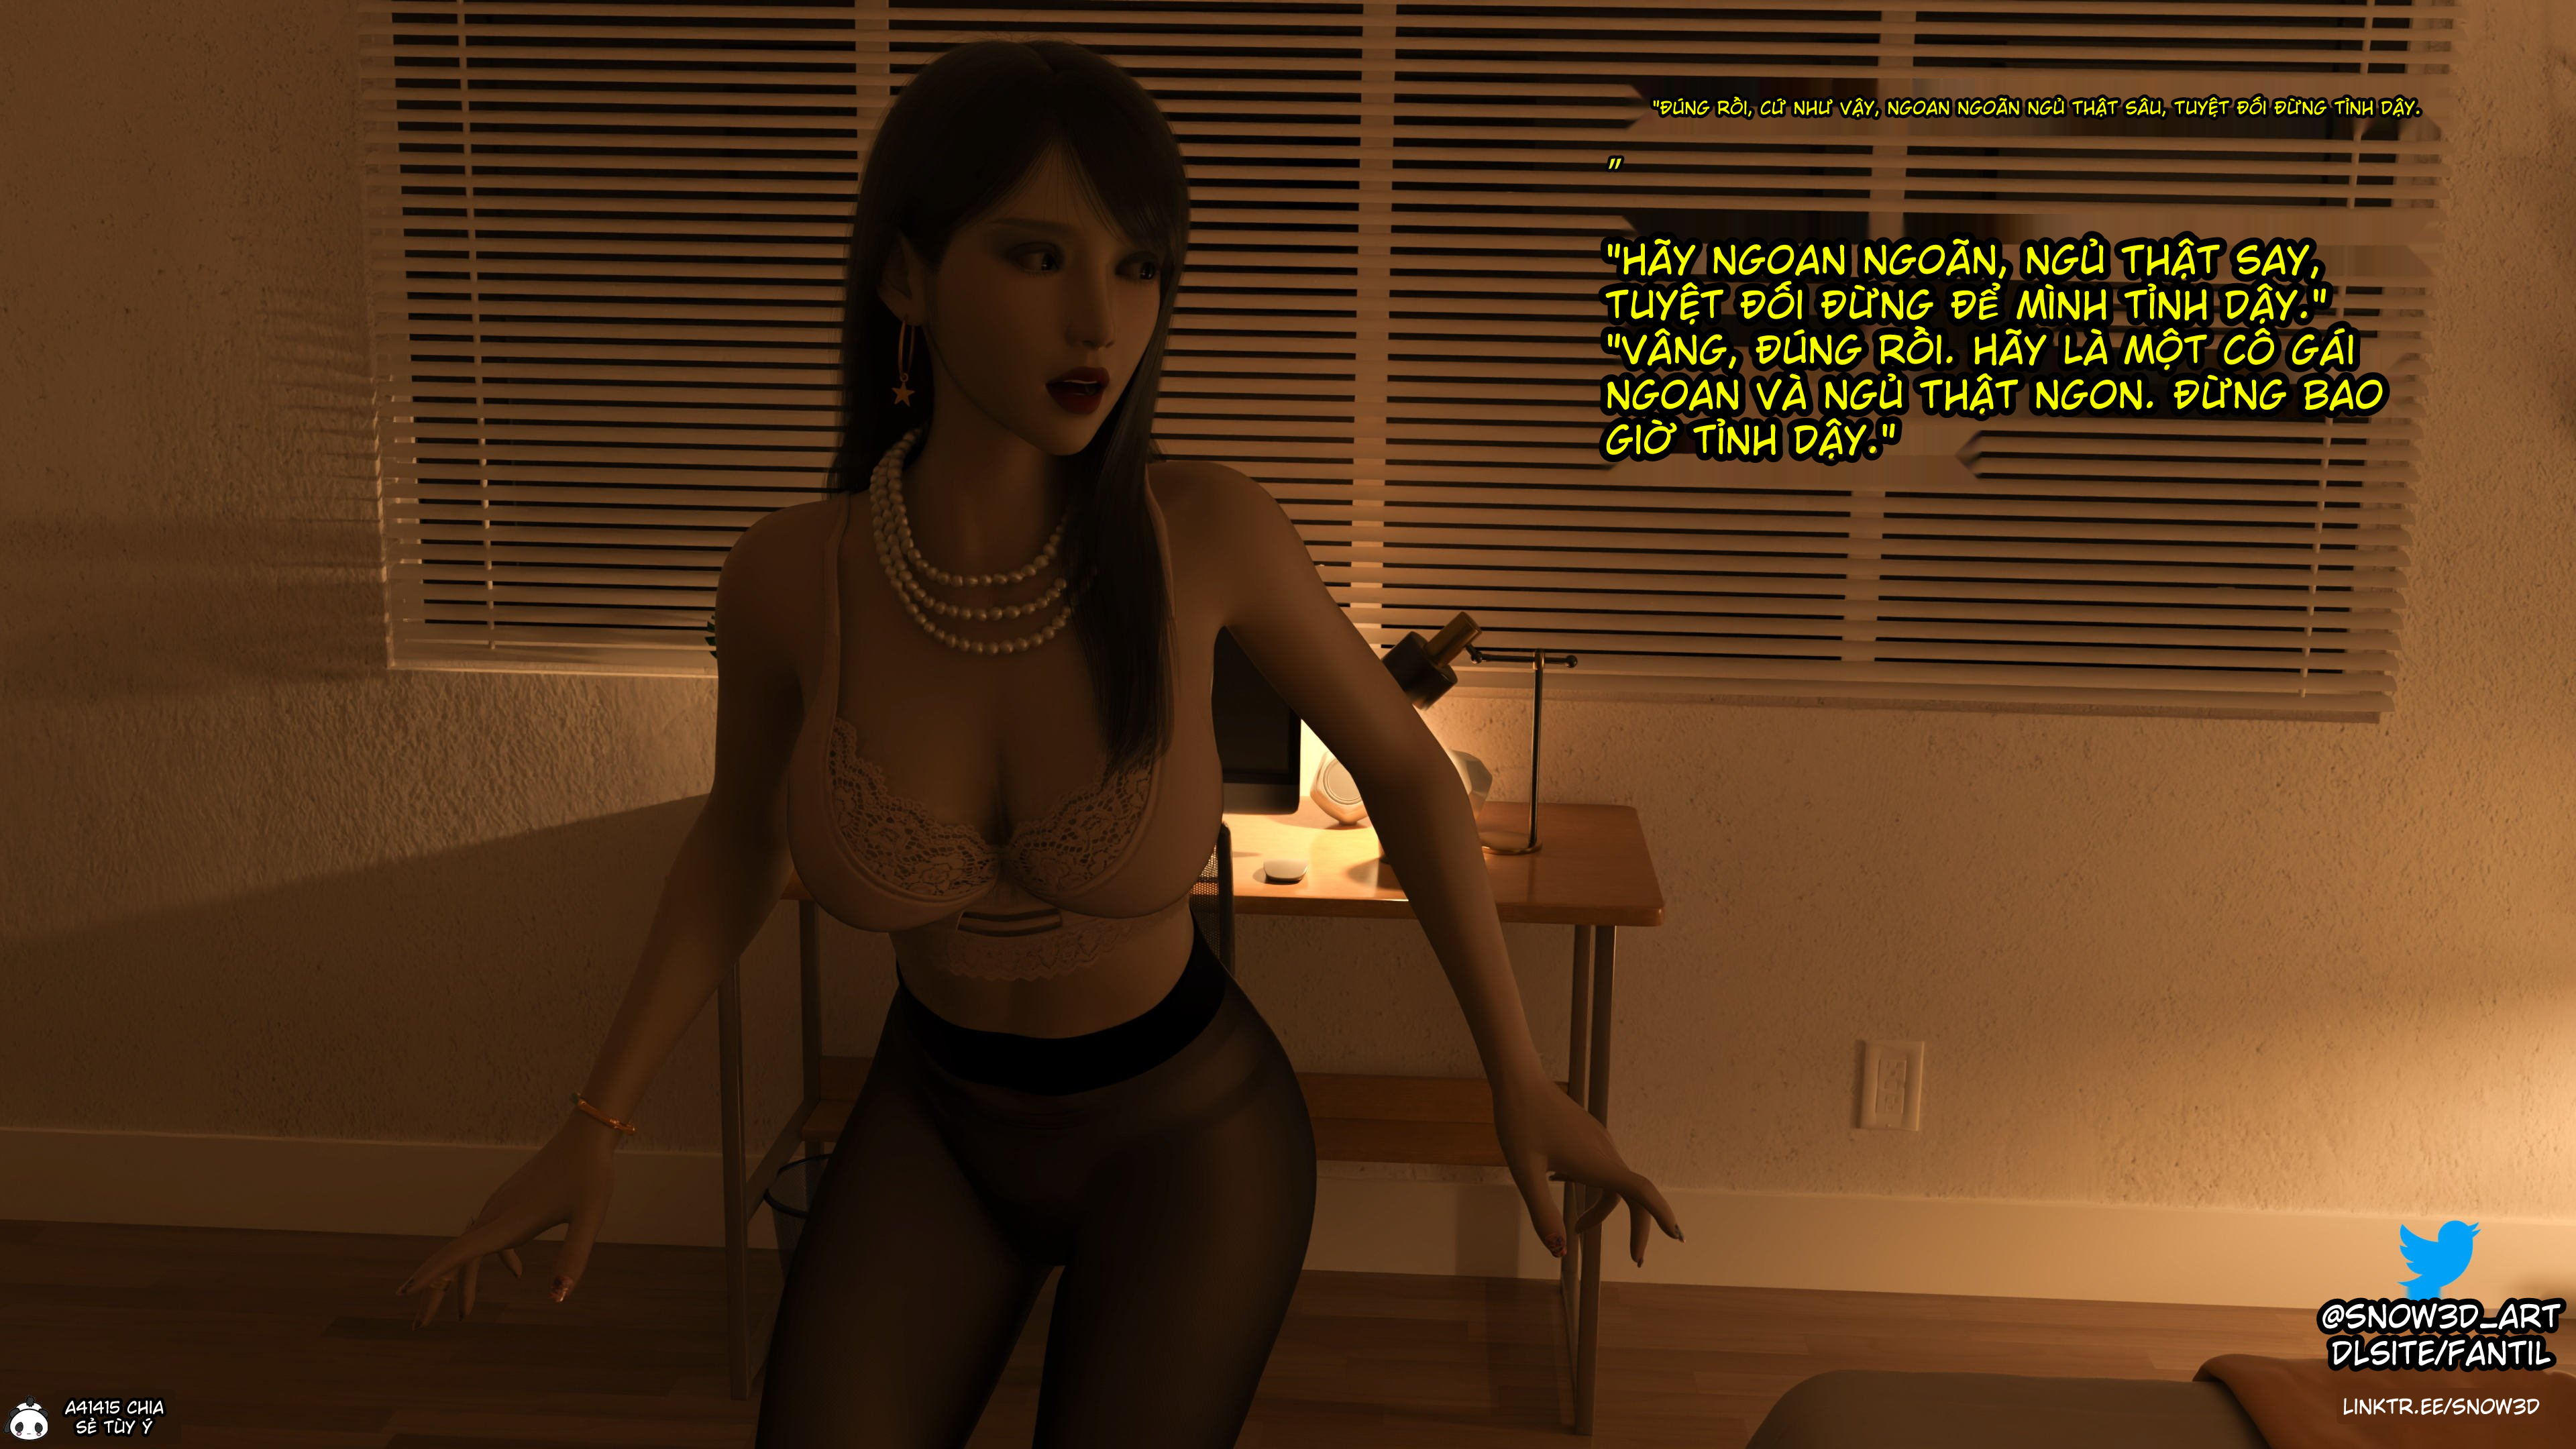 "ĐÚNG RỒI, CỨ NHƯ VẬY, NGOAN NGOÃN NGỦ THẬT SÂU, TUYỆT ĐỐI ĐỪNG TỈNH DẬY.
"
"HÃY NGOAN NGOÃN, NGỦ THẬT SAY,
TUYỆT ĐỐI ĐỪNG ĐỂ MÌNH TỈNH DẬY."
"VÂNG, ĐÚNG RỒI. HÃY LÀ MỘT CÔ GÁI
NGOAN VÀ NGỦ THẬT NGON. ĐỪNG BAO
GIỜ TỈNH DẬY."
@SNOW3D_ART
DLSITE/FANTIL
LINKTR.EE/SNOW3D
A41415 CHIA
SẺ TÙY Ý